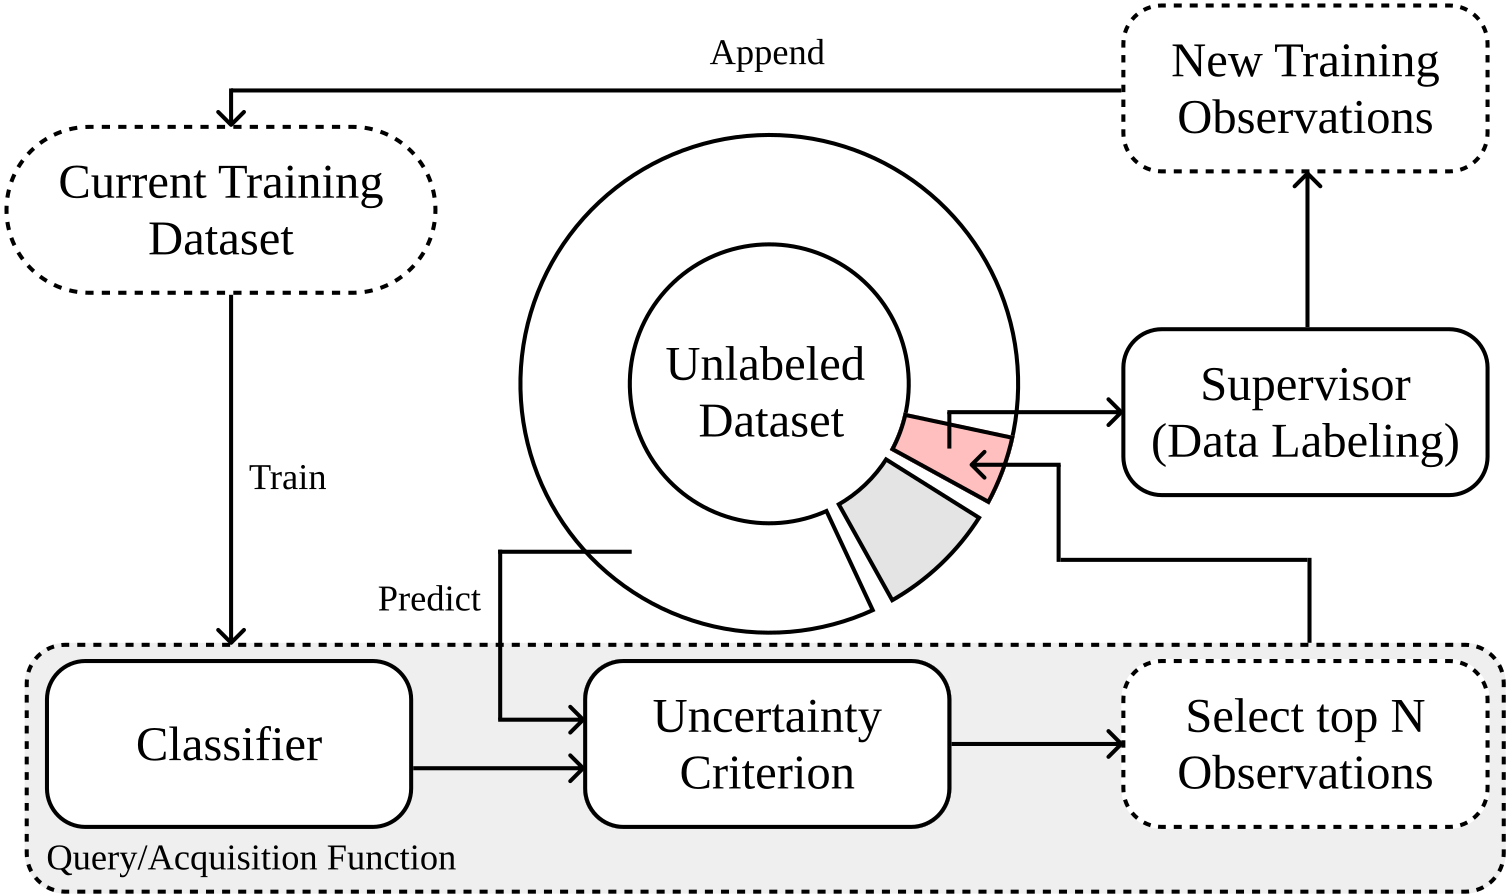 Append
New Training
Observations
Current Training
Dataset
Unlabeled
Dataset
Supervisor
(Data Labeling)
Train
Predict
Classifier
Uncertainty
Criterion
Select top N
Observations
Query/Acquisition Function